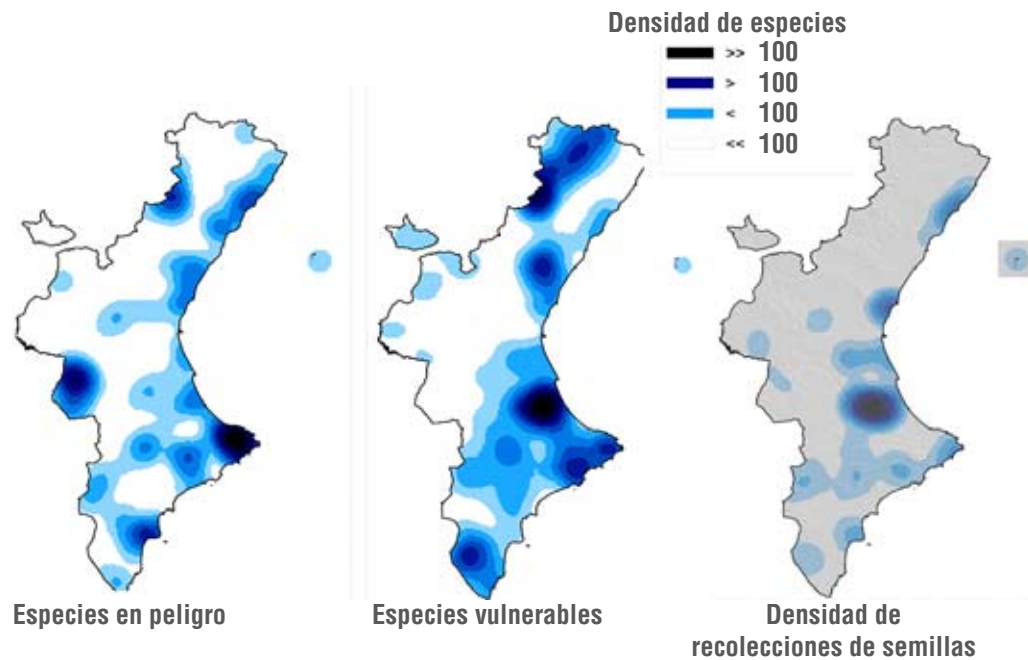 Densidad de especies
>> 100
> 100
< 100
<< 100
Especies en peligro
Especies vulnerables
Densidad de
recolecciones de semillas